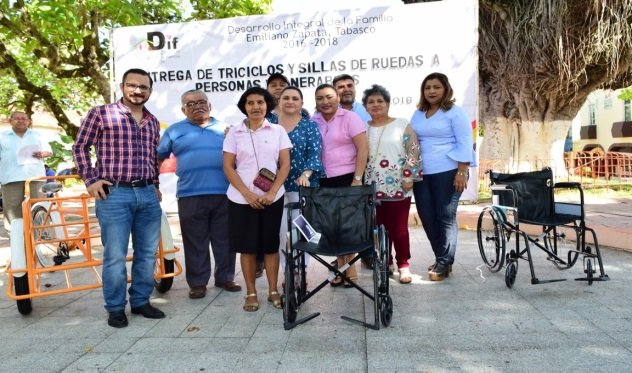 Dif
Desarrollo Integral de la Familia
Emiliano Zapata, Tabasco
2016 -2018
ENTREGA DE TRICICLOS Y SILLAS DE RUEDAS A
PERSONAS VULNERABLES
2018